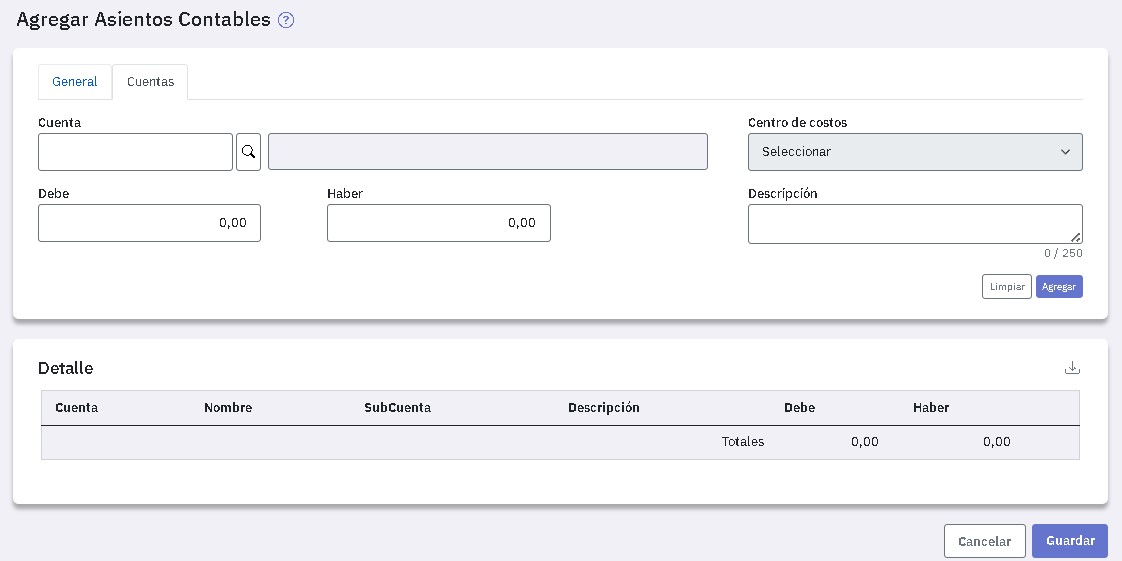 Agregar Asientos Contables ?
General Cuentas
Cuenta Centro de costos
Seleccionar
Debe Haber Descrípción
0,00 0,00
0 / 250
Limpiar Agregar
Detalle
Cuenta Nombre SubCuenta Descripción Debe Haber
Totales 0,00 0,00
Cancelar Guardar